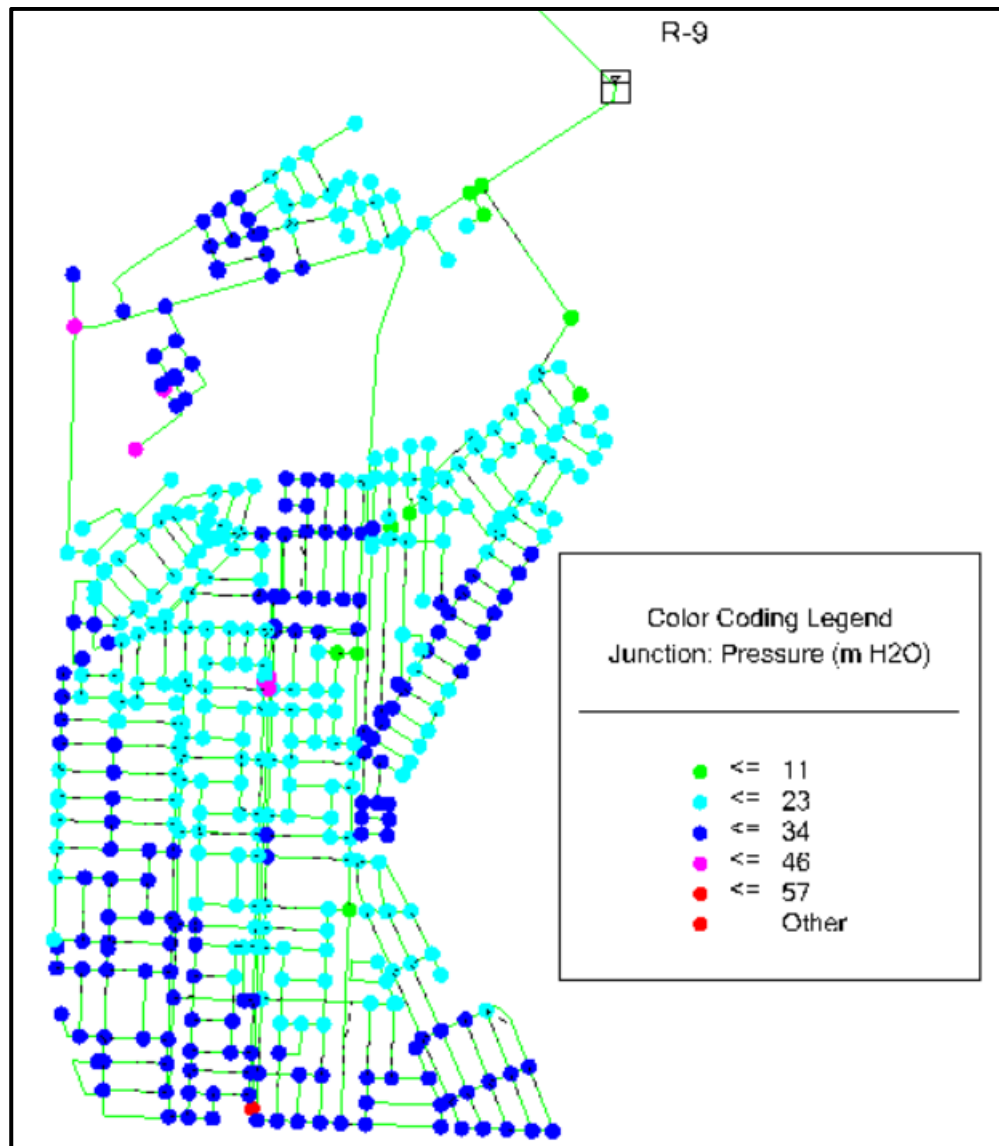 R-9
Color Coding Legend
Junction: Pressure (m H2O)
<= 11
<= 23
<= 34
<= 46
<= 57
Other